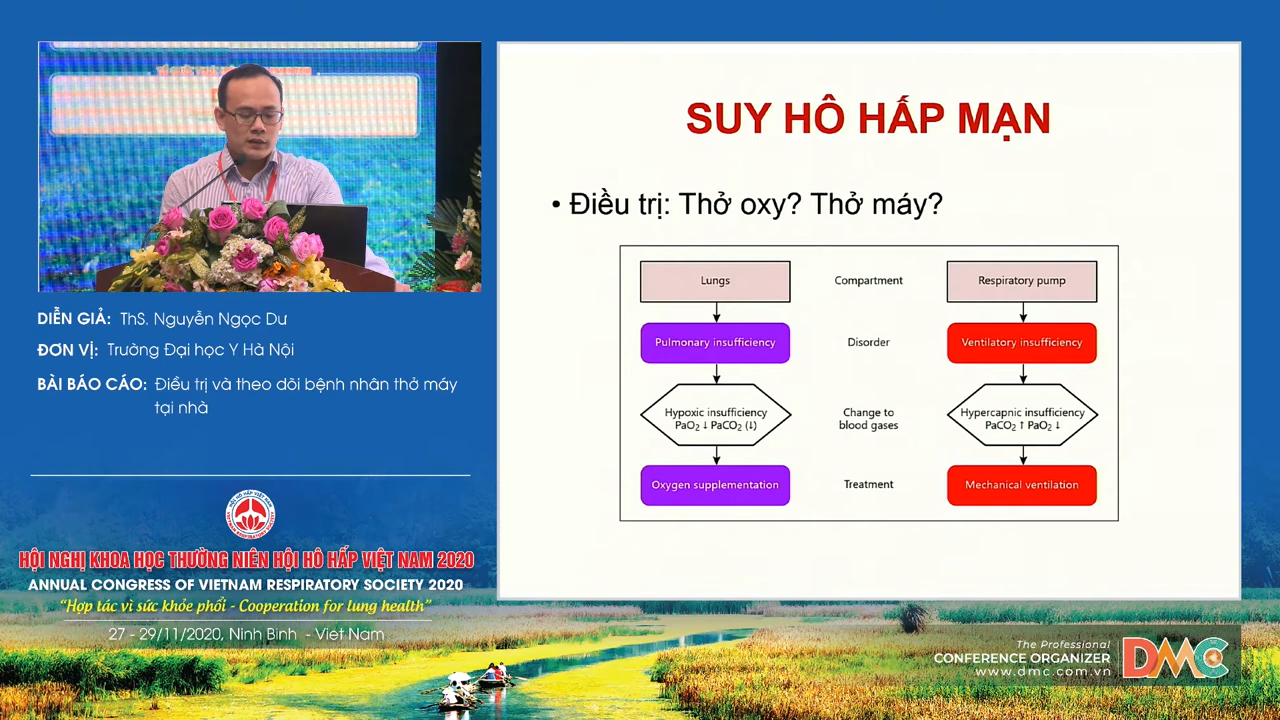 DIỄN GIẢ: ThS. Nguyễn Ngọc Dư
ĐƠN VỊ: Trường Đại học Y Hà Nội
BÀI BÁO CÁO: Điều trị và theo dõi bệnh nhân thở máy
tại nhà
HỘI NGHỊ KHOA HỌC THƯỜNG NIÊN HỘI HÔ HẤP VIỆT NAM 2020
ANNUAL CONGRESS OF VIETNAM RESPIRATORY SOCIETY 2020
“Hợp tác vì sức khỏe phổi - Cooperation for lung health”
27 - 29/11/2020, Ninh Bình - Việt Nam
SUY HÔ HẤP MẠN
• Điều trị: Thở oxy? Thở máy?
Lungs Compartment Respiratory pump
Pulmonary insufficiency Disorder Ventilatory insufficiency
Hypoxic insufficiency Change to Hypercapnic insufficiency
PaO₂ ↓ PaCO₂ (↓) blood gases PaCO₂ ↑ PaO₂ ↓
Oxygen supplementation Treatment Mechanical ventilation
The Professional
CONFERENCE ORGANIZER
www.dmc.com.vn
DMC